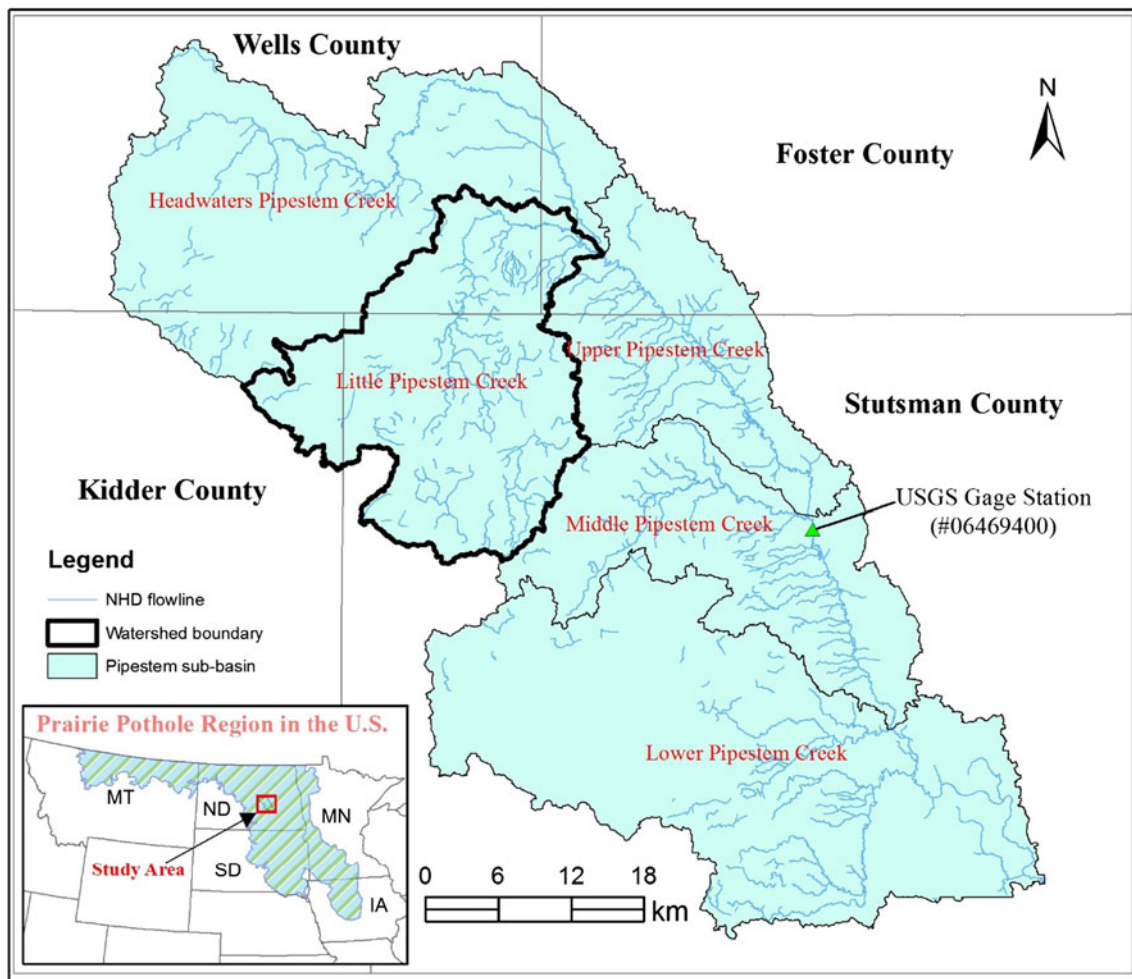 Wells County
N
Foster County
Headwaters Pipestem Creek
Upper Pipestem Creek
Little Pipestem Creek
Stutsman County
Kidder County
USGS Gage Station
(#06469400)
Middle Pipestem Creek
Legend
NHD flowline
Watershed boundary
Pipestem sub-basin
Lower Pipestem Creek
Prairie Pothole Region in the U.S.
MT
ND
MN
Study Area
SD
IA
0 6 12 18
km